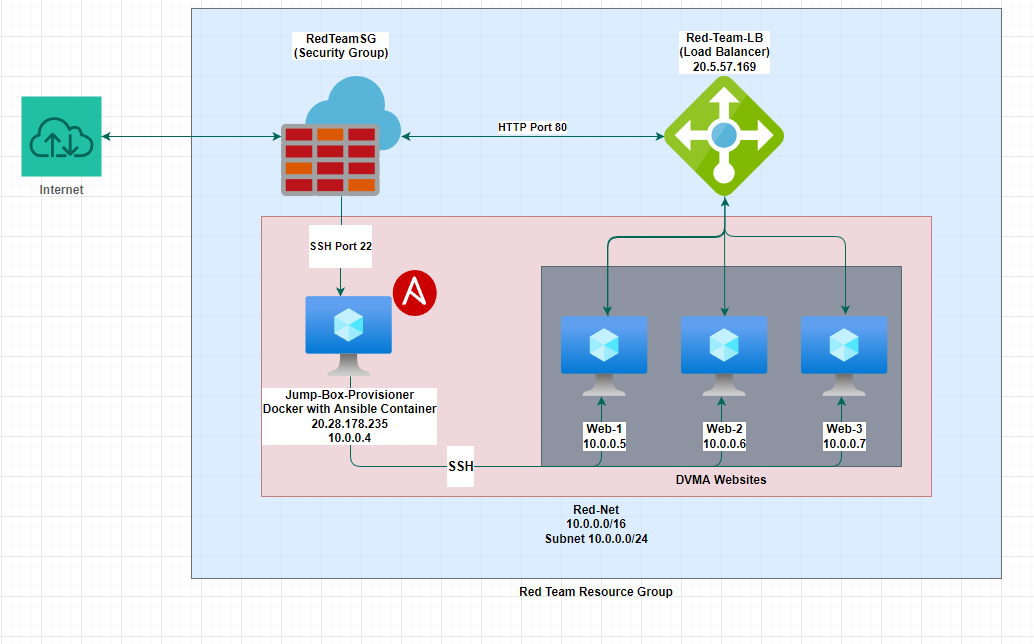 RedTeamSG
(Security Group)
Red-Team-LB
(Load Balancer)
20.5.57.169
HTTP Port 80
Internet
SSH Port 22
Jump-Box-Provisioner
Docker with Ansible Container
20.28.178.235
10.0.0.4
Web-1
10.0.0.5
Web-2
10.0.0.6
Web-3
10.0.0.7
SSH
DVMA Websites
Red-Net
10.0.0.0/16
Subnet 10.0.0.0/24
Red Team Resource Group